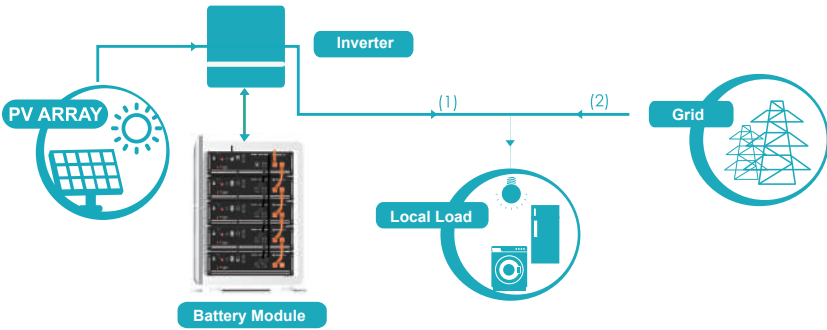 Inverter
PV ARRAY
(1)
(2)
Grid
Local Load
Battery Module